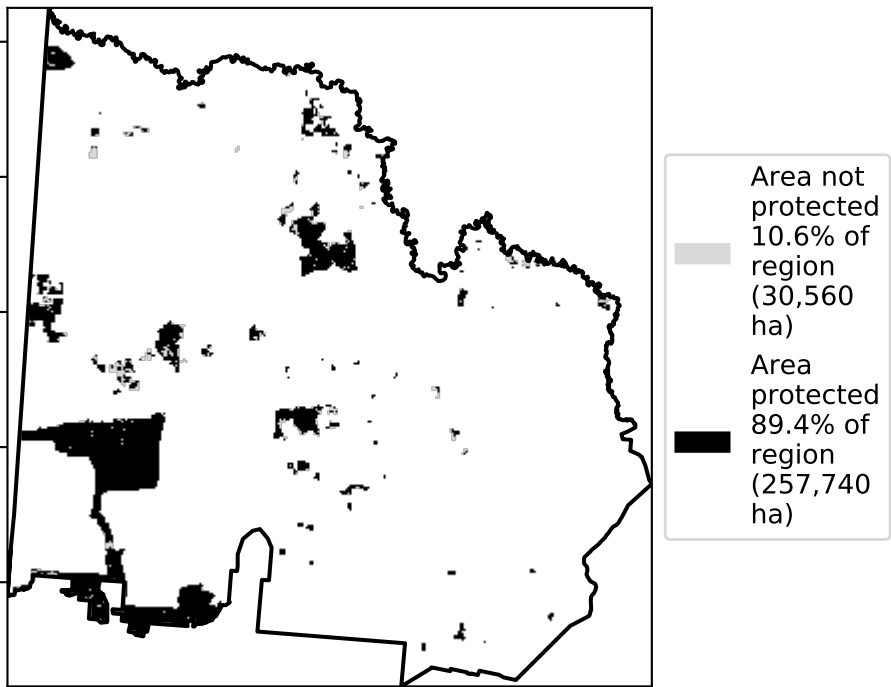 Area not
protected
10.6% of
region
(30,560
ha)
Area
protected
89.4% of
region
(257,740
ha)